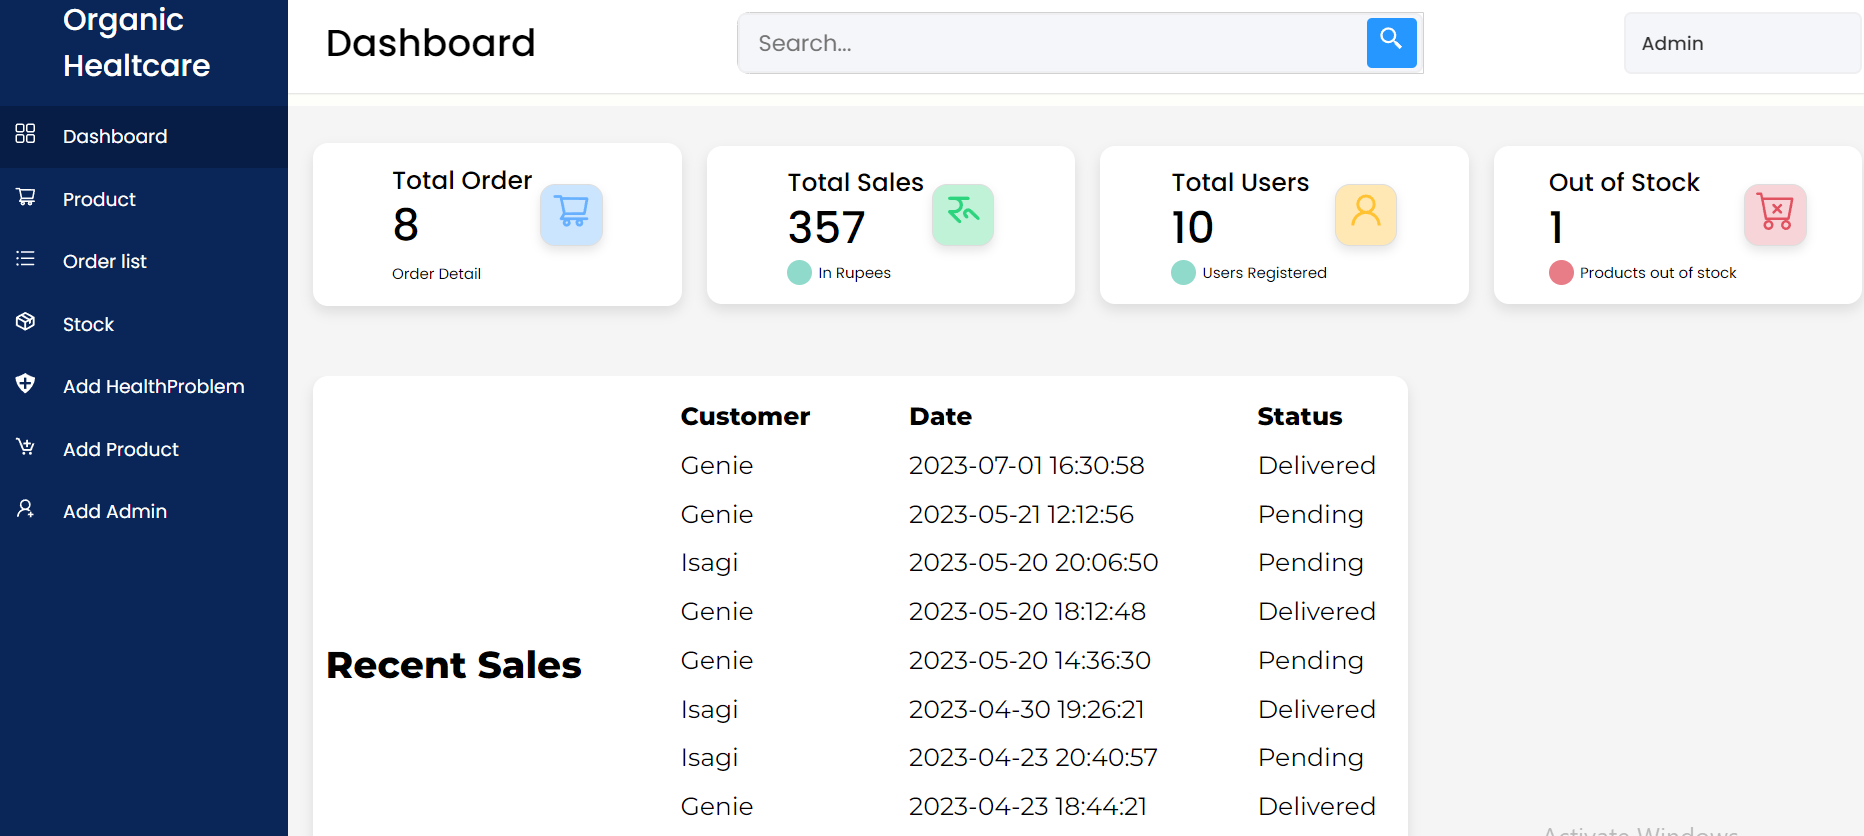 Organic
Healtcare
Dashboard
Product
Order list
Stock
Add HealthProblem
Add Product
Add Admin
Dashboard
Search...
Admin
Total Order
8
Order Detail
Total Sales
357
In Rupees
Total Users
10
Users Registered
Out of Stock
1
Products out of stock
Recent Sales
Customer Date Status
Genie 2023-07-01 16:30:58 Delivered
Genie 2023-05-21 12:12:56 Pending
Isagi 2023-05-20 20:06:50 Pending
Genie 2023-05-20 18:12:48 Delivered
Genie 2023-05-20 14:36:30 Pending
Isagi 2023-04-30 19:26:21 Delivered
Isagi 2023-04-23 20:40:57 Pending
Genie 2023-04-23 18:44:21 Delivered
Activate Windows